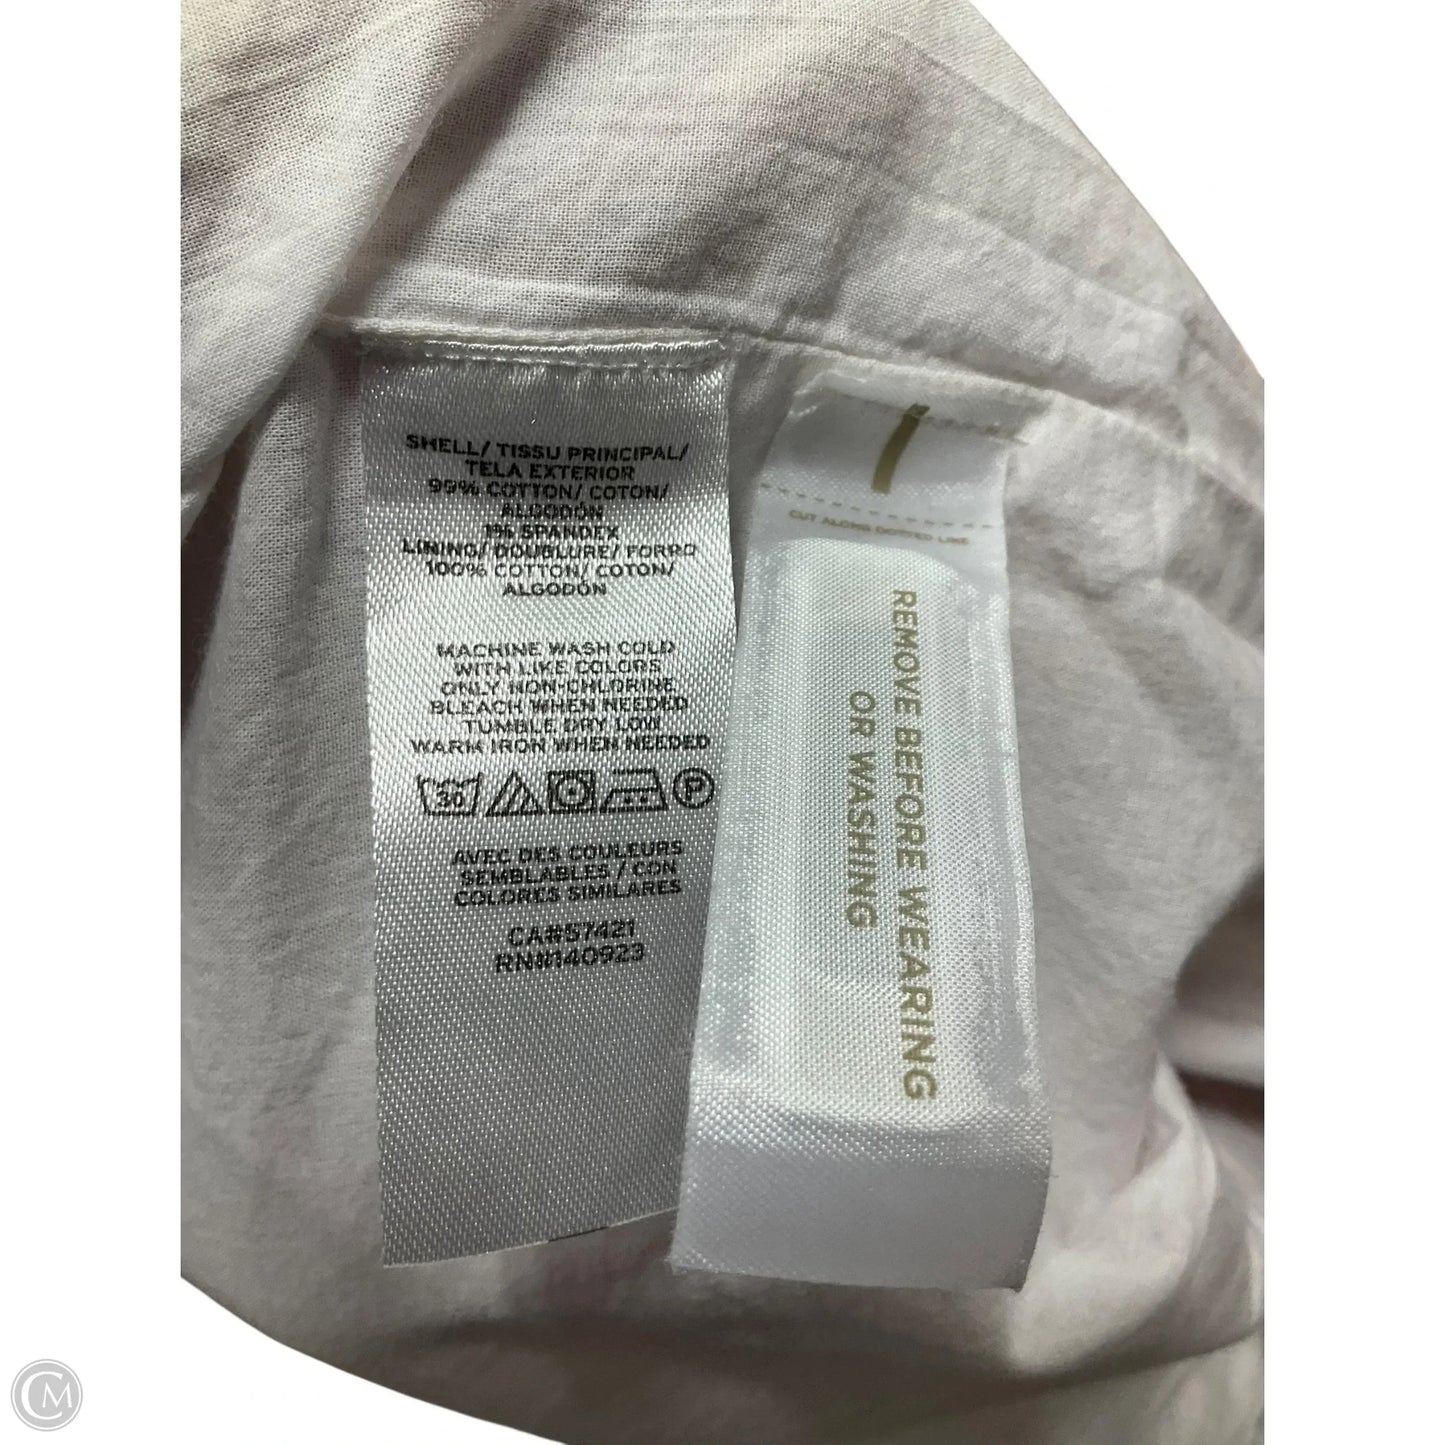 SHELL/ TISSU PRINCIPAL/
TELA EXTERIOR
99% COTTON/ COTON/
ALGODÓN
1% SPANDEX
LINING/ DOUBLURE/ FORRO
100% COTTON/ COTON/
ALGODÓN
MACHINE WASH COLD
WITH LIKE COLORS
ONLY NON-CHLORINE
BLEACH WHEN NEEDED
TUMBLE DRY LOW
WARM IRON WHEN NEEDED
30 P
AVEC DES COULEURS
SEMBLABLES / CON
COLORES SIMILARES
CA#57421
RN#140923
CUT ALONG DOTTED LINE
REMOVE BEFORE WEARING
OR WASHING
CM